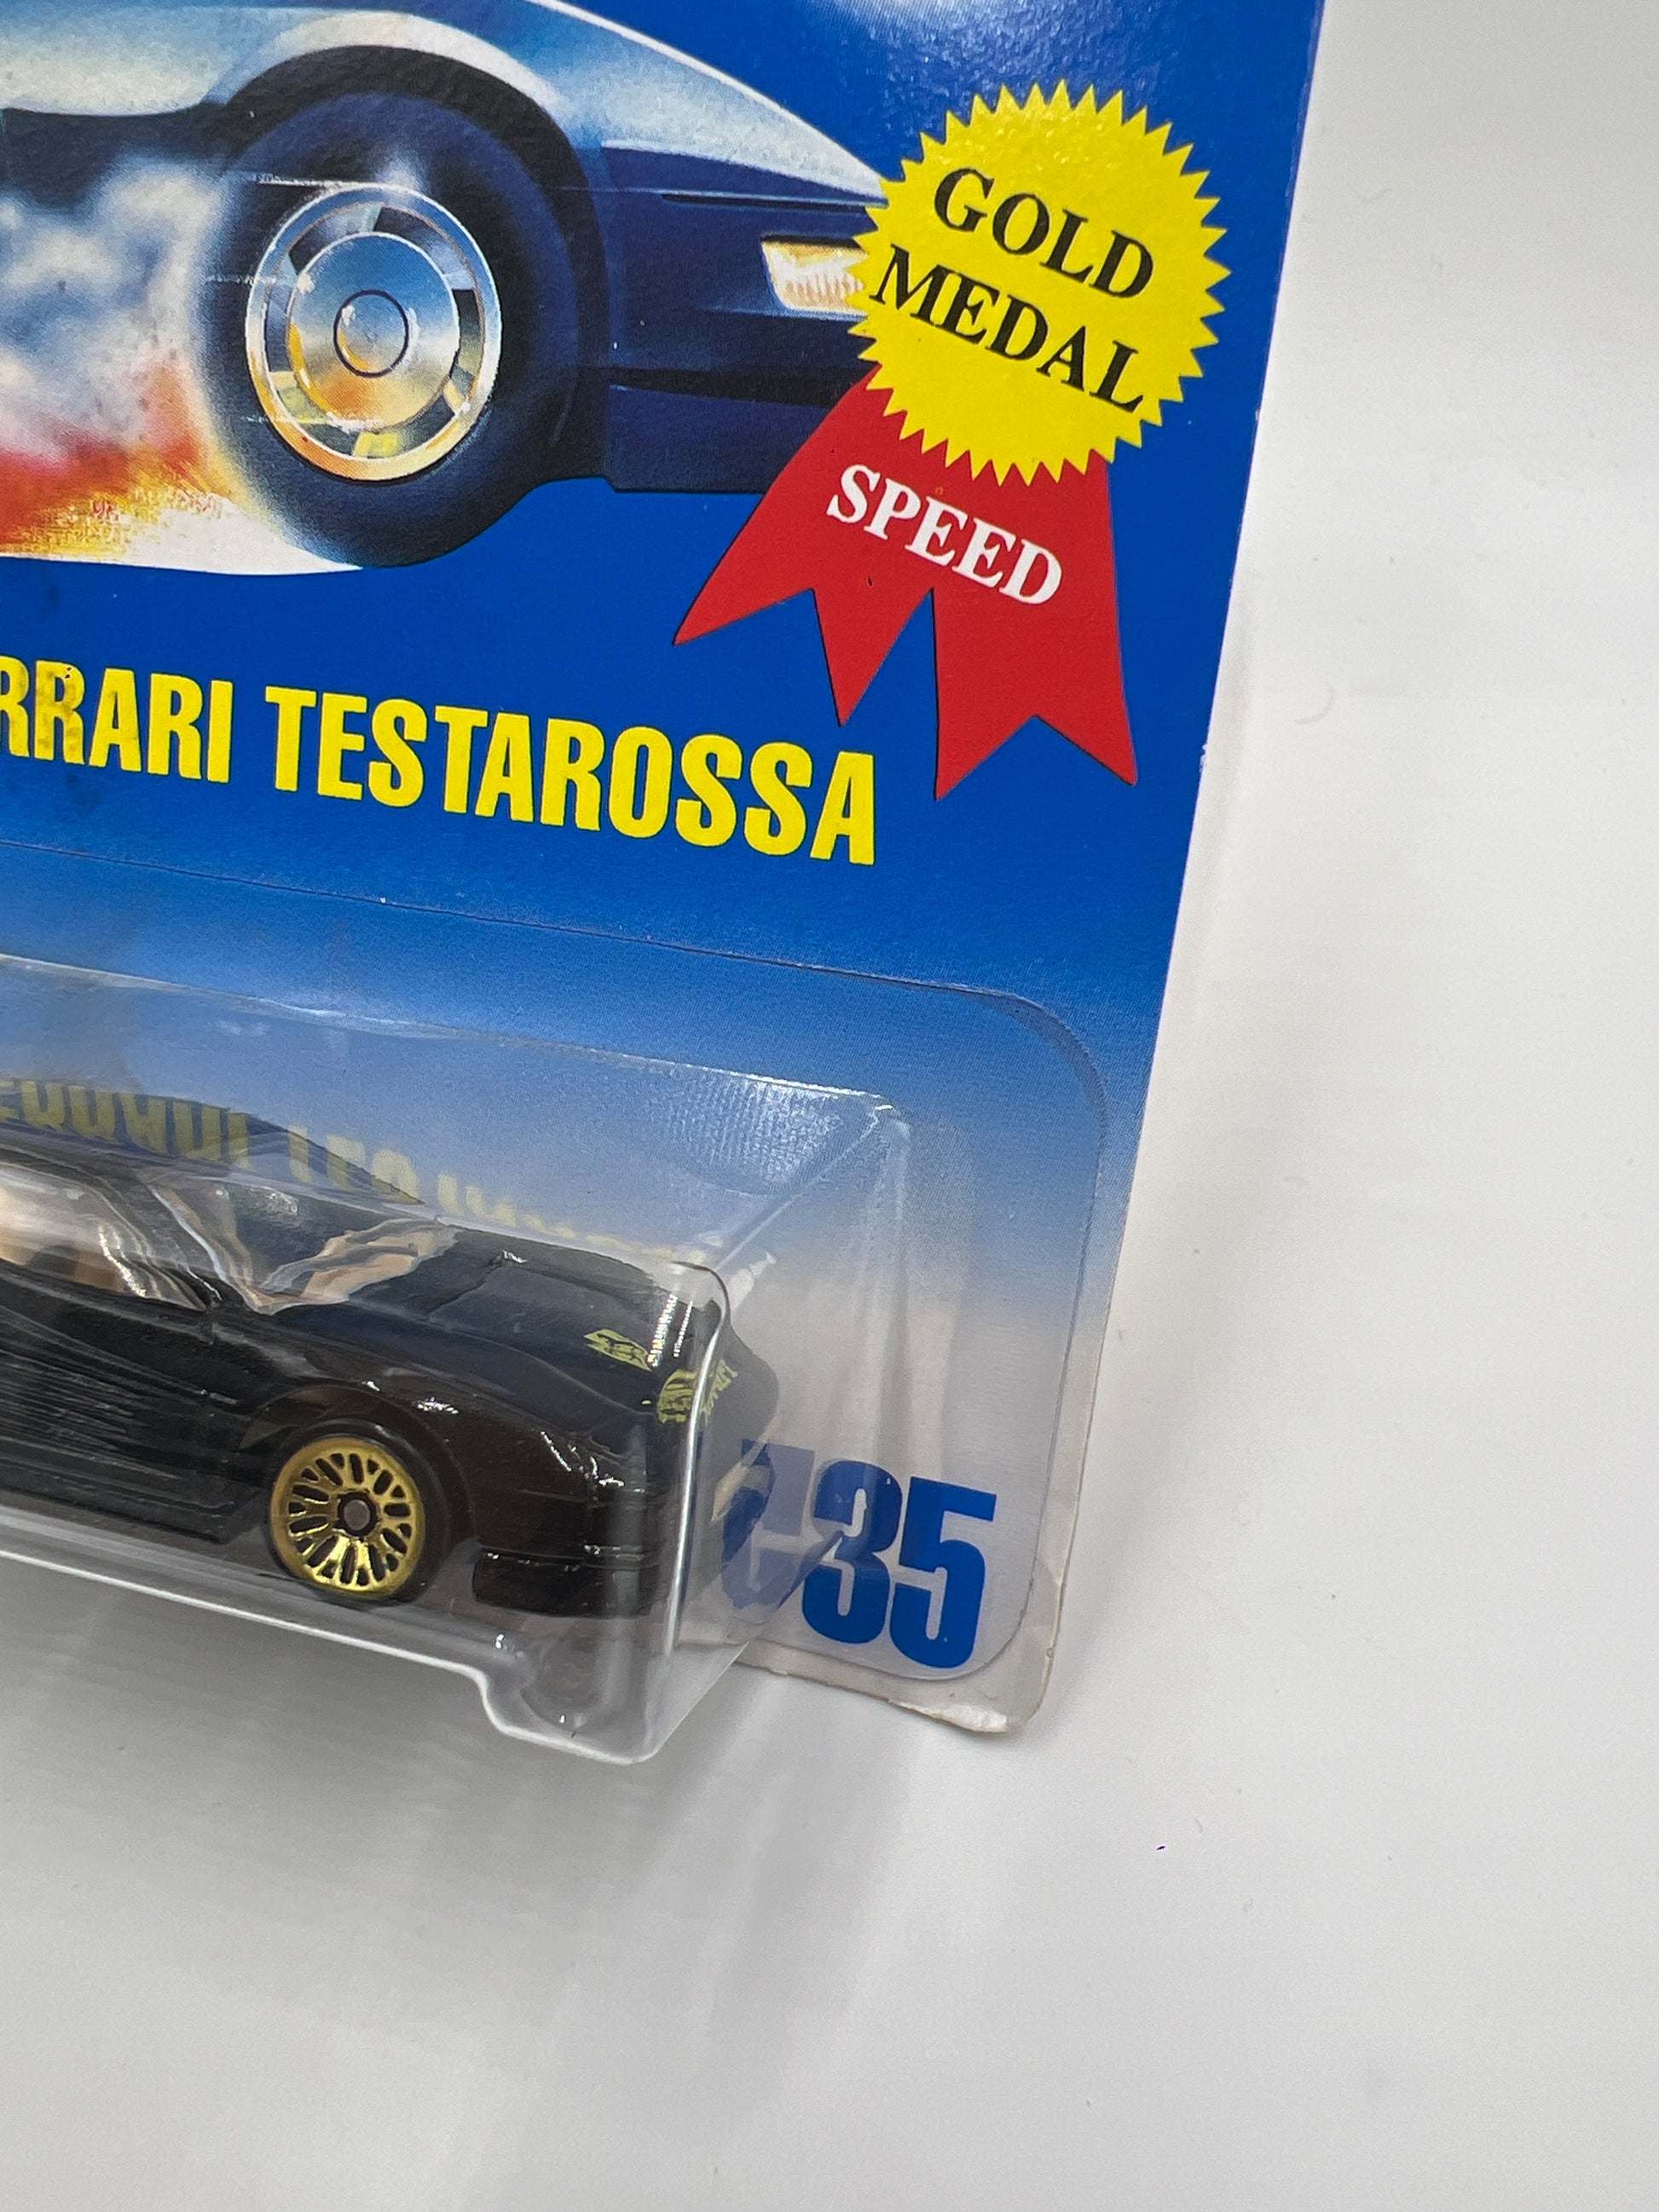 GOLD
MEDAL
SPEED
RRARI TESTAROSSA
35